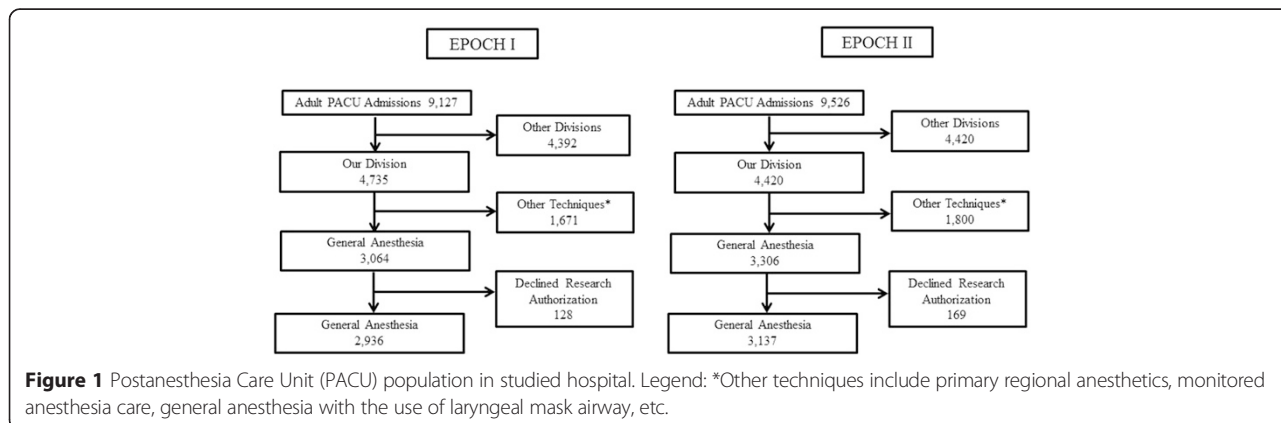 EPOCH I
Adult PACU Admissions 9,127
Other Divisions
4,392
Our Division
4,735
Other Techniques*
1,671
General Anesthesia
3,064
Declined Research
Authorization
128
General Anesthesia
2,936
EPOCH II
Adult PACU Admissions 9,526
Other Divisions
4,420
Our Division
4,420
Other Techniques*
1,800
General Anesthesia
3,306
Declined Research
Authorization
169
General Anesthesia
3,137
Figure 1 Postanesthesia Care Unit (PACU) population in studied hospital. Legend: *Other techniques include primary regional anesthetics, monitored
anesthesia care, general anesthesia with the use of laryngeal mask airway, etc.